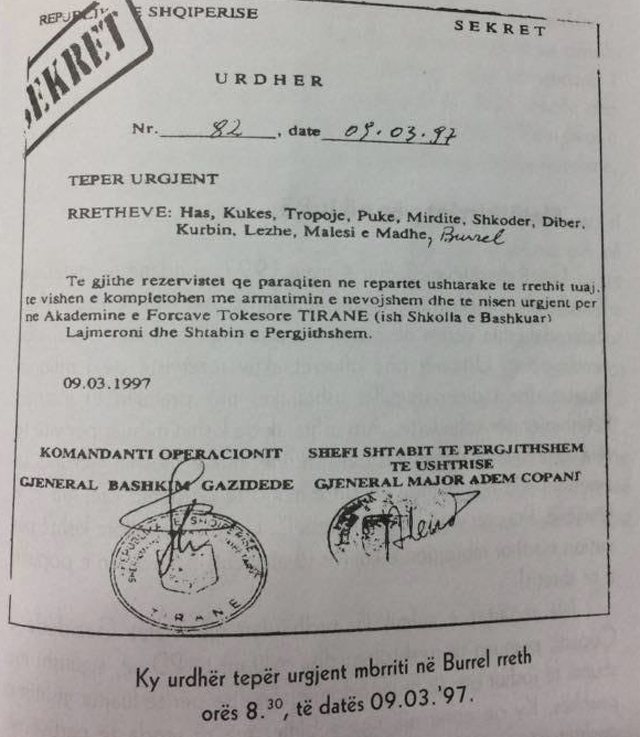 REPUBLIKA E SHQIPERISE
SEKRET
SEKRET
URDHER
Nr. 82, date 09.03.97
TEPER URGJENT
RRETHEVE: Has, Kukes, Tropoje, Puke, Mirdite, Shkoder, Diber,
Kurbin, Lezhe, Malesi e Madhe, Burrel
Te gjithe rezervistet qe paraqiten ne repartet ushtarake te rrethit tuaj,
te vishen e kompletohen me armatimin e nevojshem dhe te nisen urgjent per
ne Akademine e Forcave Tokesore TIRANE (ish Shkolla e Bashkuar)
Lajmeroni dhe Shtabin e Pergjithshem.
09.03.1997
KOMANDANTI OPERACIONIT
GJENERAL BASHKIM GAZIDEDE
SHEFI SHTABIT TE PERGJITHSHEM
TE USHTRISE
GJENERAL MAJOR ADEM COPANI
REPUBLIKA E SHQIPERISE
TIRANE
Ky urdhër tepër urgjent mbrriti në Burrel rreth
orës 8.30, të datës 09.03.'97.